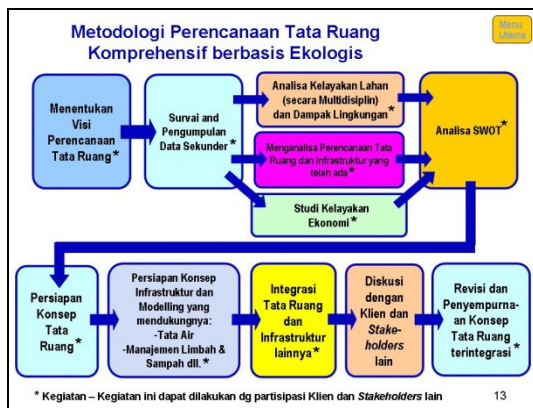 Metodologi Perencanaan Tata Ruang
Komprehensif berbasis Ekologis
Menu
Utama
Menentukan
Visi
Perencanaan
Tata Ruang *
Survai and
Pengumpulan
Data Sekunder *
Analisa Kelayakan Lahan
(secara Multidisiplin)
dan Dampak Lingkungan *
Menganalisa Perencanaan Tata
Ruang dan Infrastruktur yang
telah ada *
Studi Kelayakan
Ekonomi *
Analisa SWOT *
Persiapan
Konsep
Tata
Ruang *
Persiapan Konsep
Infrastruktur dan
Modelling yang
mendukungnya:
-Tata Air
-Manajemen Limbah &
Sampah dll. *
Integrasi
Tata Ruang
dan
Infrastruktur
lainnya *
Diskusi
dengan
Klien dan
Stake-
holders
lain
Revisi dan
Penyempurna-
an Konsep
Tata Ruang
terintegrasi *
* Kegiatan – Kegiatan ini dapat dilakukan dg partisipasi Klien dan Stakeholders lain
13